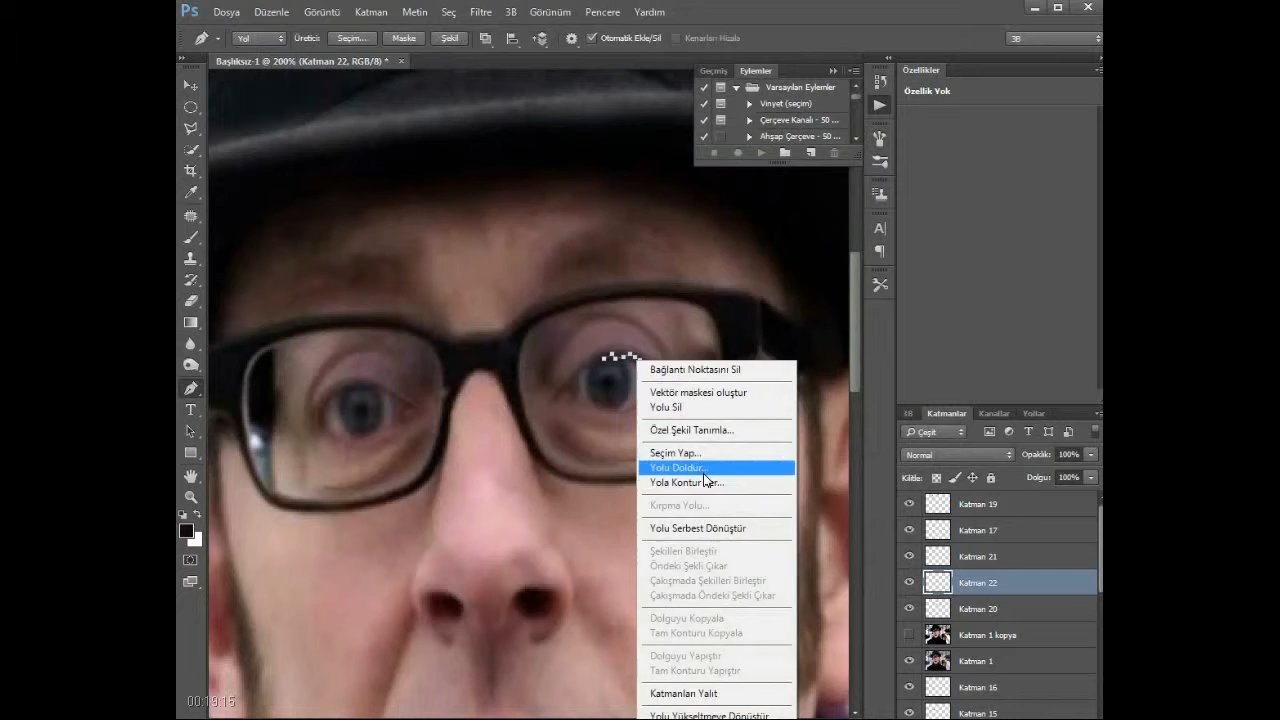 Ps Dosya Düzenle Görüntü Katman Metin Seç Filtre 3B Görünüm Pencere Yardım
Yol Üretici: Seçim... Maske Şekil Otomatik Ekle/Sil Kenarları Hizala 3B
Başlıksız-1 @ 200% (Katman 22, RGB/8) * ×
Geçmiş Eylemler
Varsayılan Eylemler
Vinyet (seçim)
Çerçeve Kanalı - 50 ...
Ahşap Çerçeve - 50 ...
Özellikler
Özellik Yok
Bağlantı Noktasını Sil
Vektör maskesi oluştur
Yolu Sil
Özel Şekil Tanımla...
Seçim Yap...
Yolu Doldur...
Yola Kontur
Kırpma Yolu...
Yolu Serbest Dönüştür
Şekilleri Birleştir
Öndeki Şekli Çıkar
Çakışmada Şekilleri Birleştir
Çakışmada Öndeki Şekli Çıkar
Dolguyu Kopyala
Tam Konturu Kopyala
Dolguyu Yapıştır
Tam Konturu Yapıştır
Katmanları Yalıt
Yolu Yükseltmeye Dönüştür
3B Katmanlar Kanallar Yollar
Çeşit
Normal Opaklık: 100%
Kilitle: Dolgu: 100%
Katman 19
Katman 17
Katman 21
Katman 22
Katman 20
Katman 1 kopya
Katman 1
Katman 16
Katman 15
00:19:15